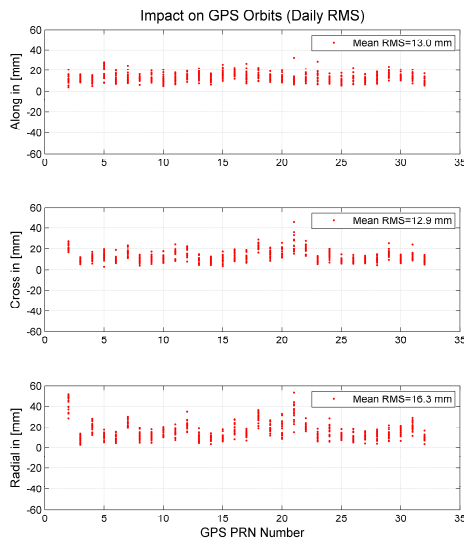 Impact on GPS Orbits (Daily RMS)
Along in [mm]
60
40
20
0
-20
-40
-60
Mean RMS=13.0 mm
0 5 10 15 20 25 30 35
Cross in [mm]
60
40
20
0
-20
-40
-60
Mean RMS=12.9 mm
0 5 10 15 20 25 30 35
Radial in [mm]
60
40
20
0
-20
-40
-60
Mean RMS=16.3 mm
0 5 10 15 20 25 30 35
GPS PRN Number